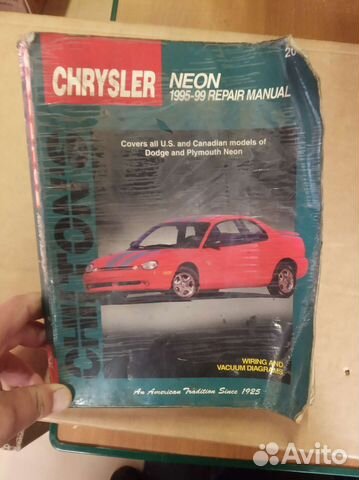 20
CHRYSLER
NEON
1995-99 REPAIR MANUAL
Covers all U.S. and Canadian models of
Dodge and Plymouth Neon
CHILTON'S
WIRING AND
VACUUM DIAGRAMS
An American Tradition Since 1925
Avito